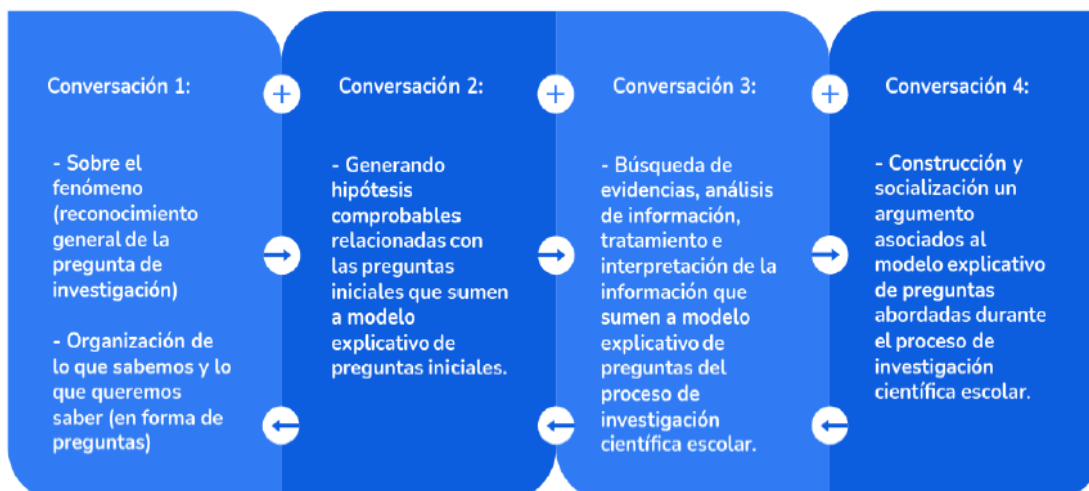 Conversación 1:
- Sobre el
fenómeno
(reconocimiento
general de la
pregunta de
investigación)
- Organización de
lo que sabemos y lo
que queremos
saber (en forma de
preguntas)
Conversación 2:
- Generando
hipótesis
comprobables
relacionadas con
las preguntas
iniciales que sumen
a modelo
explicativo de
preguntas iniciales.
Conversación 3:
- Búsqueda de
evidencias, análisis
de información,
tratamiento e
interpretación de la
información que
sumen a modelo
explicativo de
preguntas del
proceso de
investigación
científica escolar.
Conversación 4:
- Construcción y
socialización un
argumento
asociados al
modelo explicativo
de preguntas
abordadas durante
el proceso de
investigación
científica escolar.